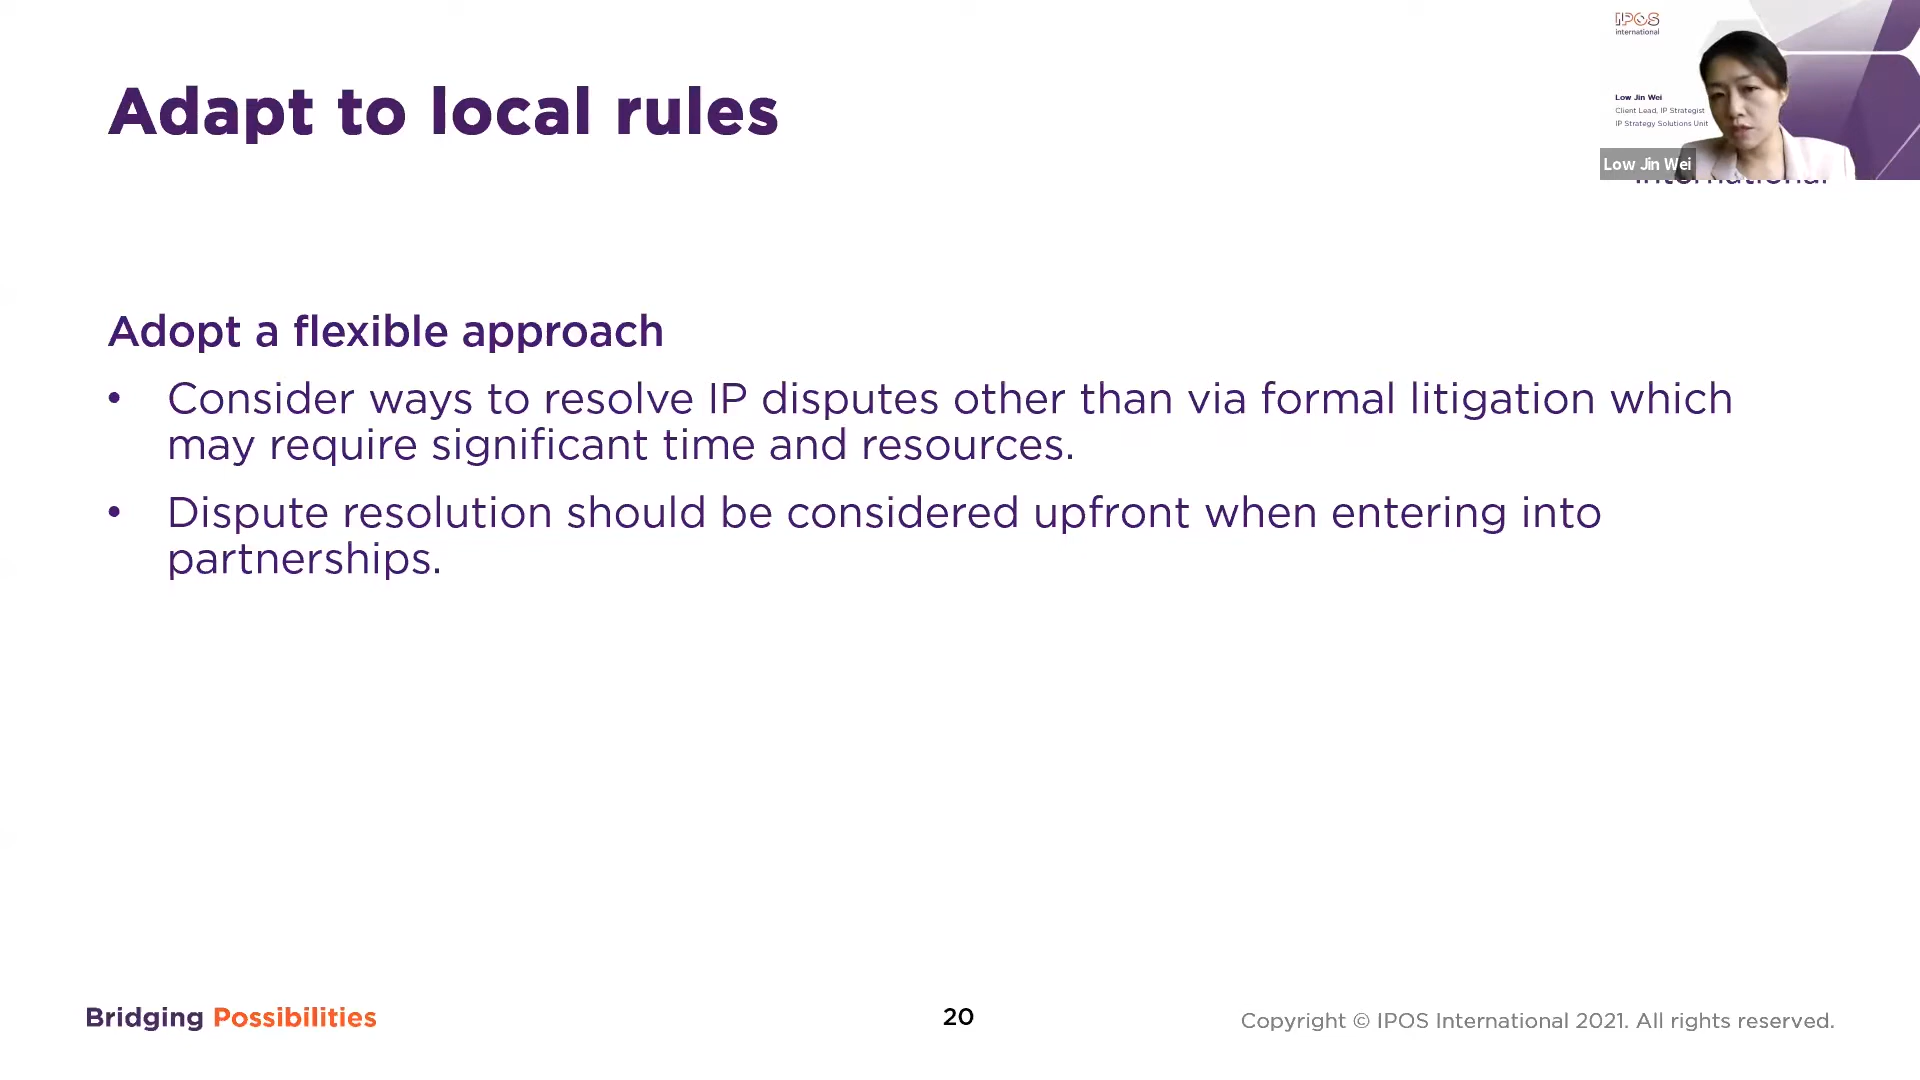 IPOS
international
Low Jin Wei
Client Lead, IP Strategist
IP Strategy Solutions Unit
Low Jin Wei
international
Adapt to local rules
Adopt a flexible approach
• Consider ways to resolve IP disputes other than via formal litigation which
may require significant time and resources.
• Dispute resolution should be considered upfront when entering into
partnerships.
Bridging Possibilities
20
Copyright © IPOS International 2021. All rights reserved.